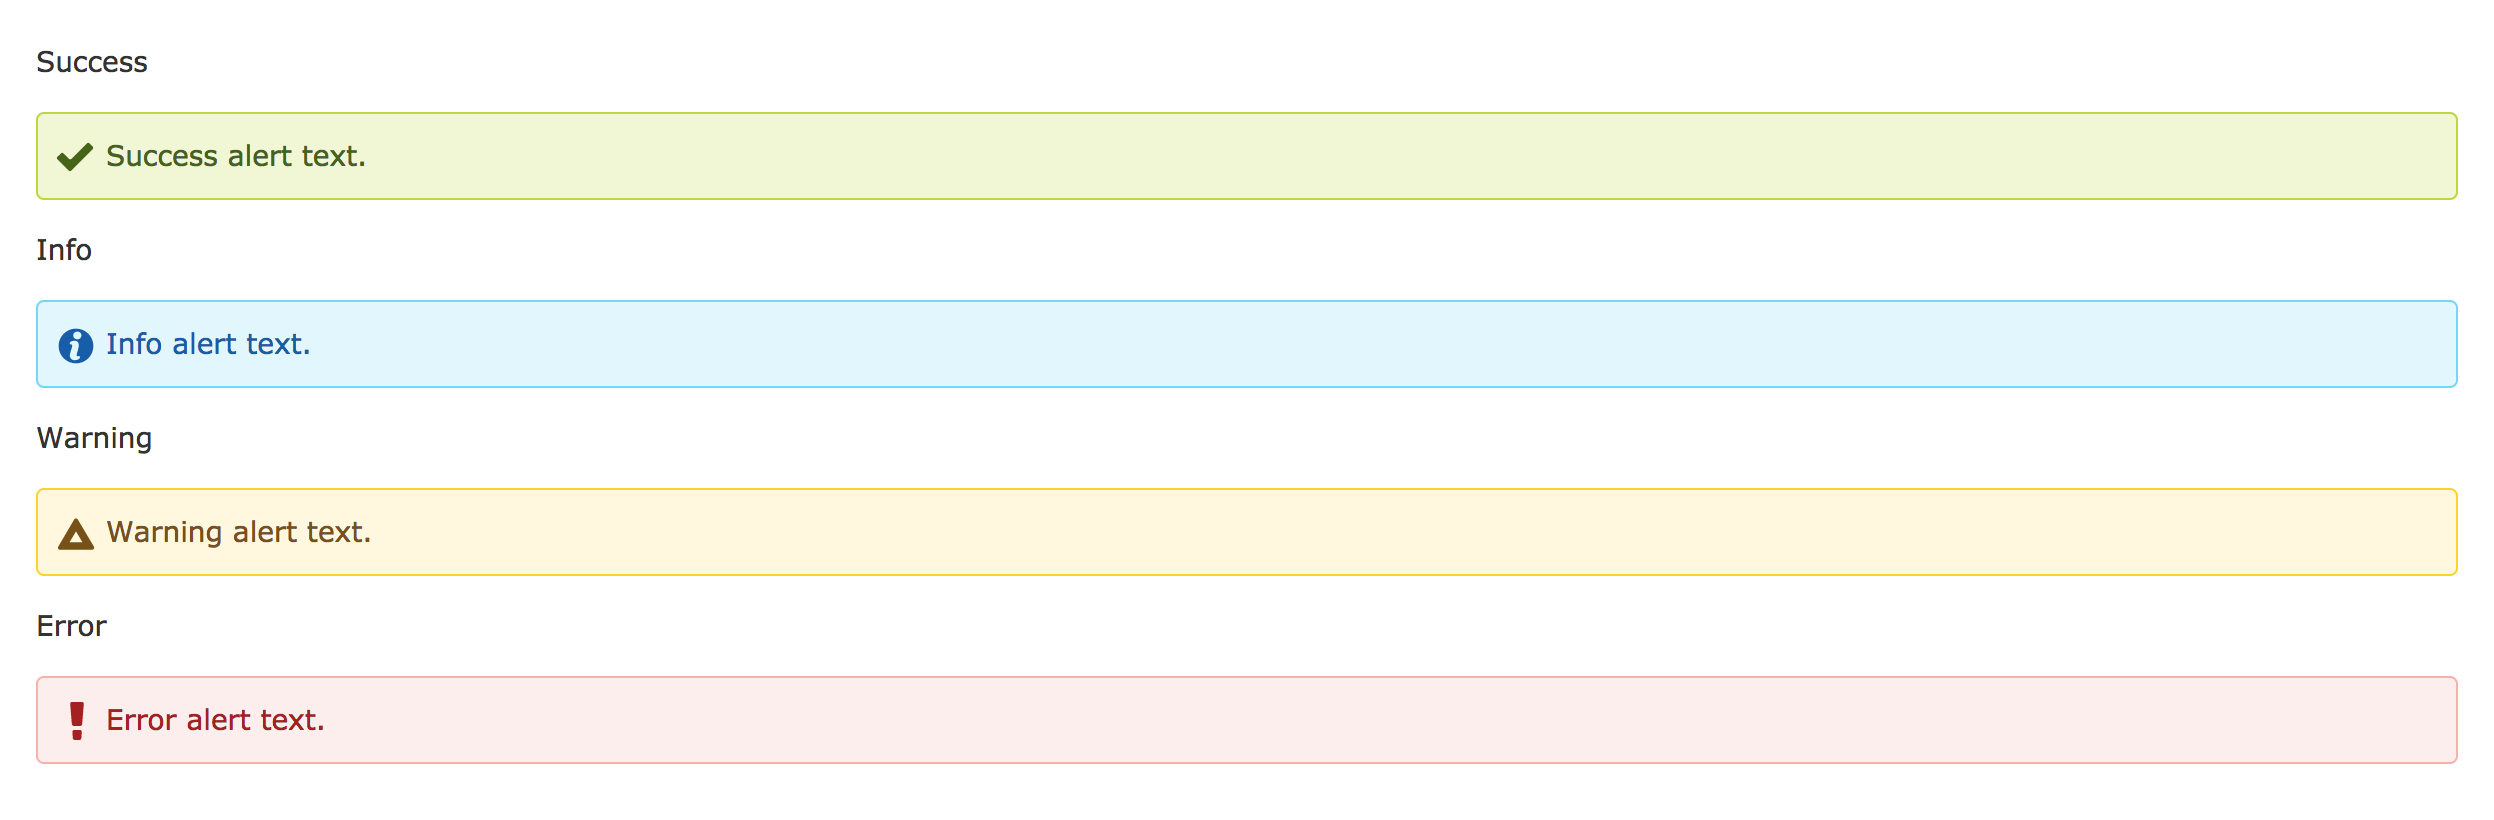 Success
Success alert text.
Info
Info alert text.
Warning
Warning alert text.
Error
Error alert text.